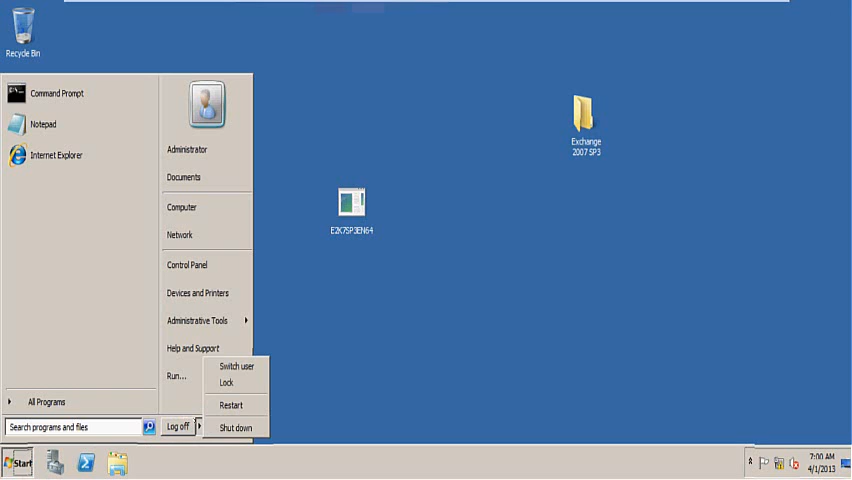 Recycle Bin
Command Prompt
Notepad
Internet Explorer
Administrator
Documents
Computer
Network
Control Panel
Devices and Printers
Administrative Tools
Help and Support
Run...
Switch user
Lock
Restart
Shut down
All Programs
Search programs and files
Log off
Exchange
2007 SP3
E2K7SP3EN64
Start
7:00 AM
4/1/2013